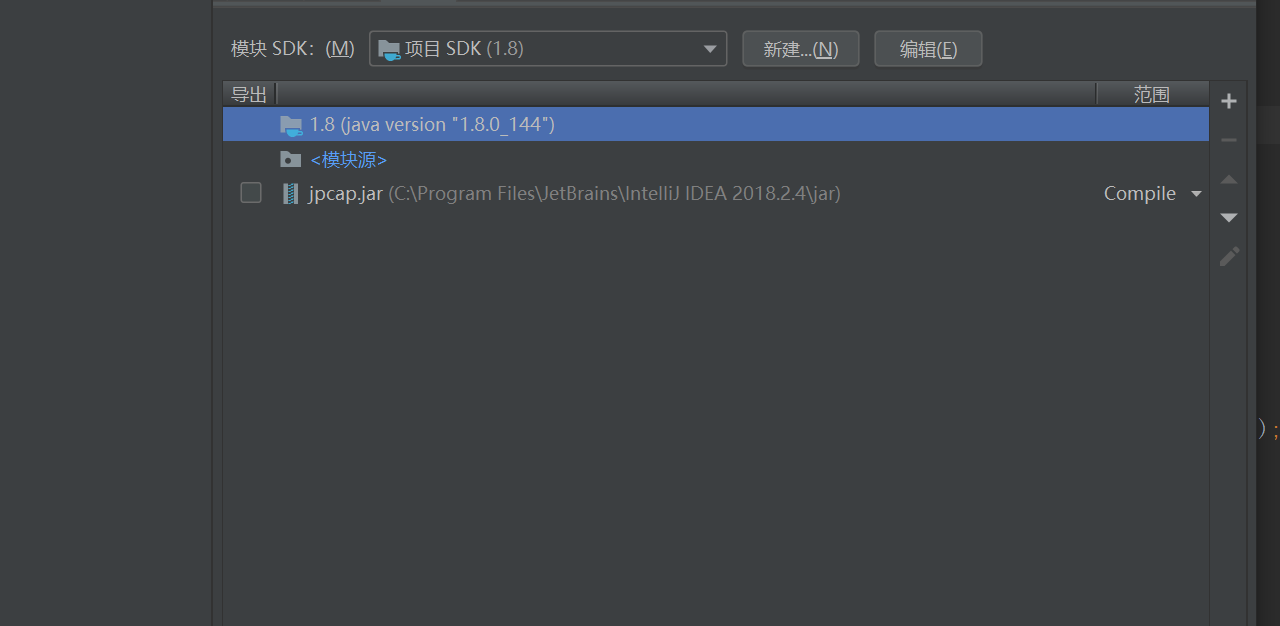 模块 SDK: (M) 项目 SDK (1.8) 新建...(N) 编辑(E)
导出 范围
1.8 (java version "1.8.0_144")
<模块源>
jpcap.jar (C:\Program Files\JetBrains\IntelliJ IDEA 2018.2.4\jar) Compile
);